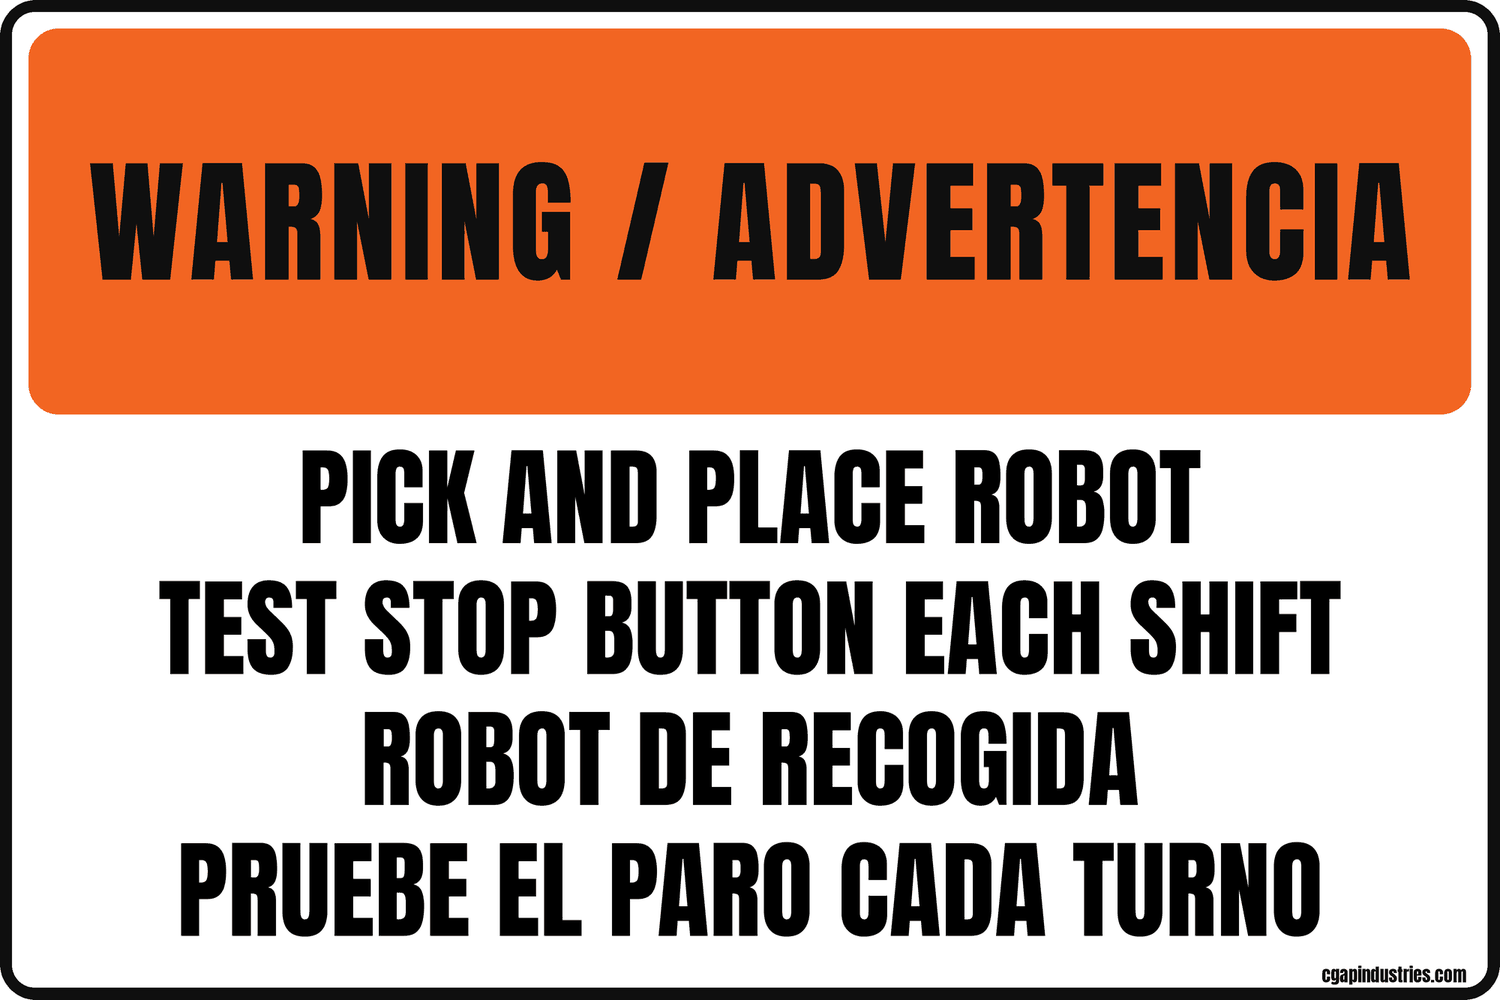 WARNING / ADVERTENCIA
PICK AND PLACE ROBOT
TEST STOP BUTTON EACH SHIFT
ROBOT DE RECOGIDA
PRUEBE EL PARO CADA TURNO
cgapindustries.com